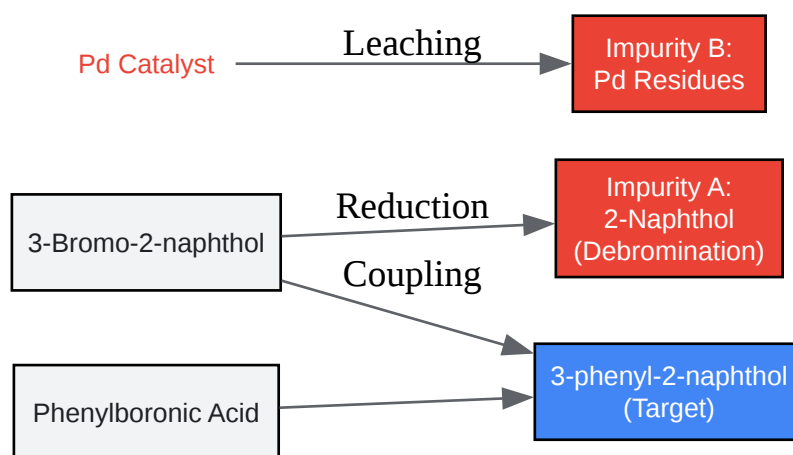 Pd Catalyst
Leaching
Impurity B:
Pd Residues
3-Bromo-2-naphthol
Reduction
Impurity A:
2-Naphthol
(Debromination)
Coupling
Phenylboronic Acid
3-phenyl-2-naphthol
(Target)